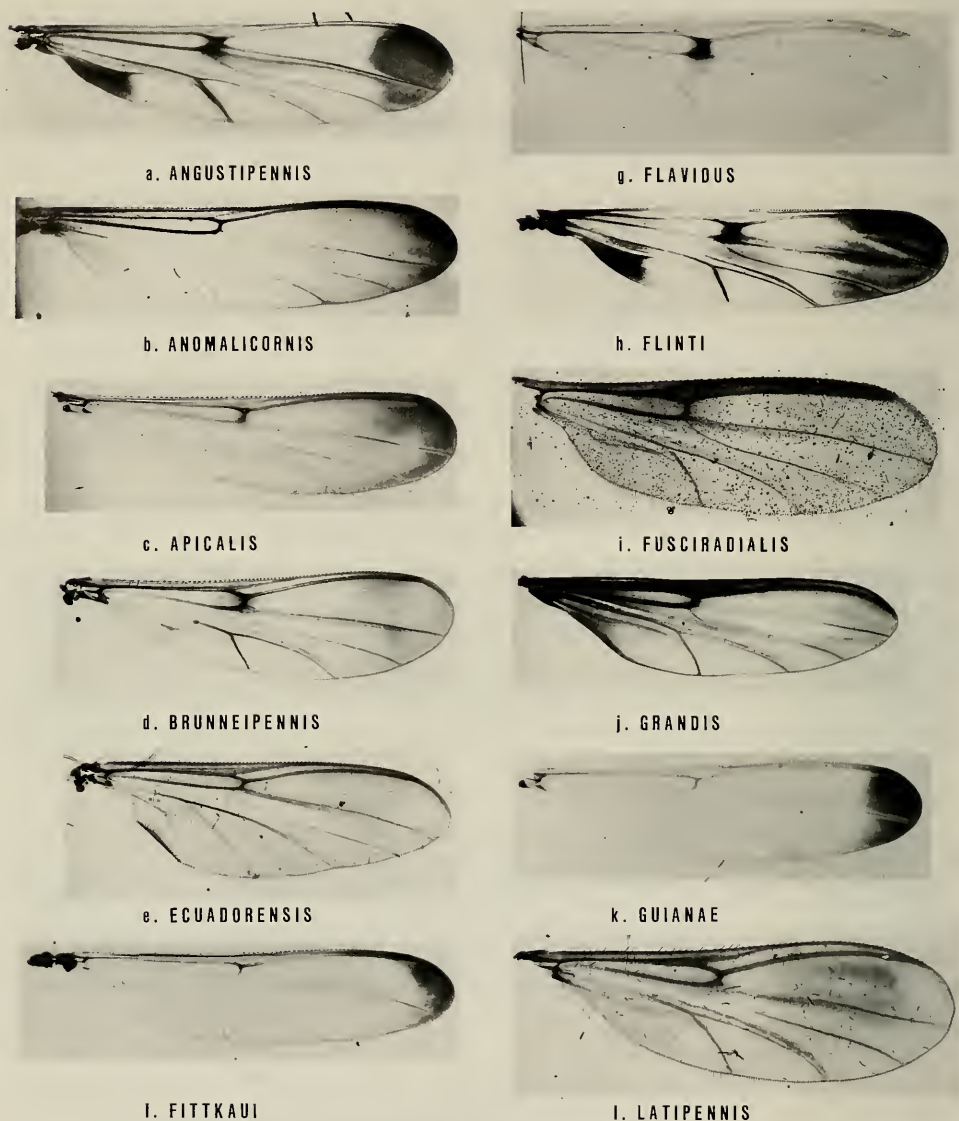 a. ANGUSTIPENNIS
b. ANOMALICORNIS
c. APICALIS
d. BRUNNEIPENNIS
e. ECUADORENSIS
f. FITTKAUI
g. FLAVIDUS
h. FLINTI
i. FUSCIRADIALIS
j. GRANDIS
k. GUIANAE
l. LATIPENNIS